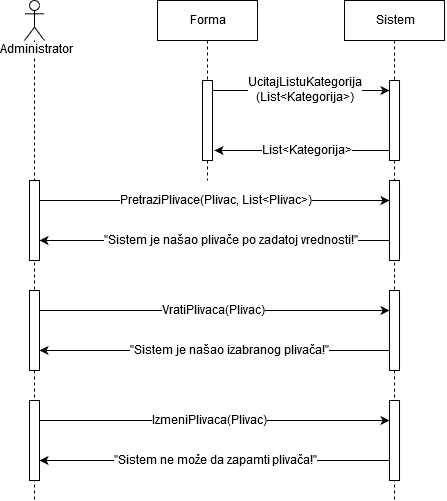 Administrator
Forma
Sistem
UcitajListuKategorija
(List<Kategorija>)
List<Kategorija>
PretraziPlivace(Plivac, List<Plivac>)
"Sistem je našao plivače po zadatoj vrednosti!"
VratiPlivaca(Plivac)
"Sistem je našao izabranog plivača!"
IzmeniPlivaca(Plivac)
"Sistem ne može da zapamti plivača!"